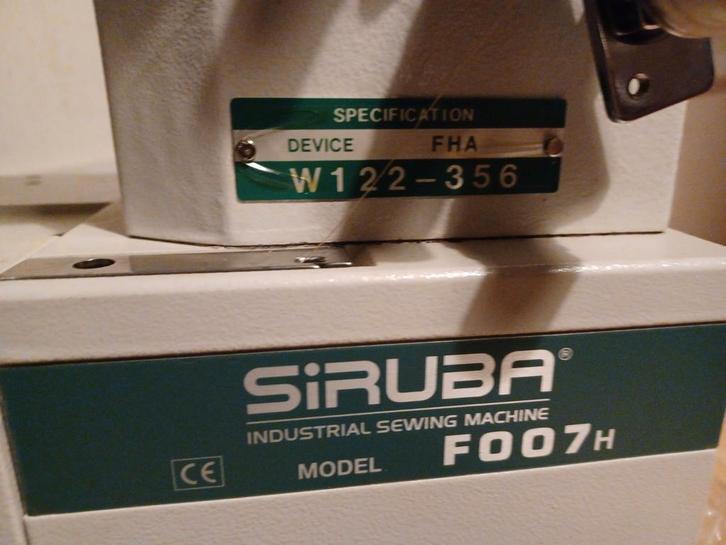 SPECIFICATION
DEVICE FHA
W122-356
SiRUBA®
INDUSTRIAL SEWING MACHINE
CE MODEL F007H